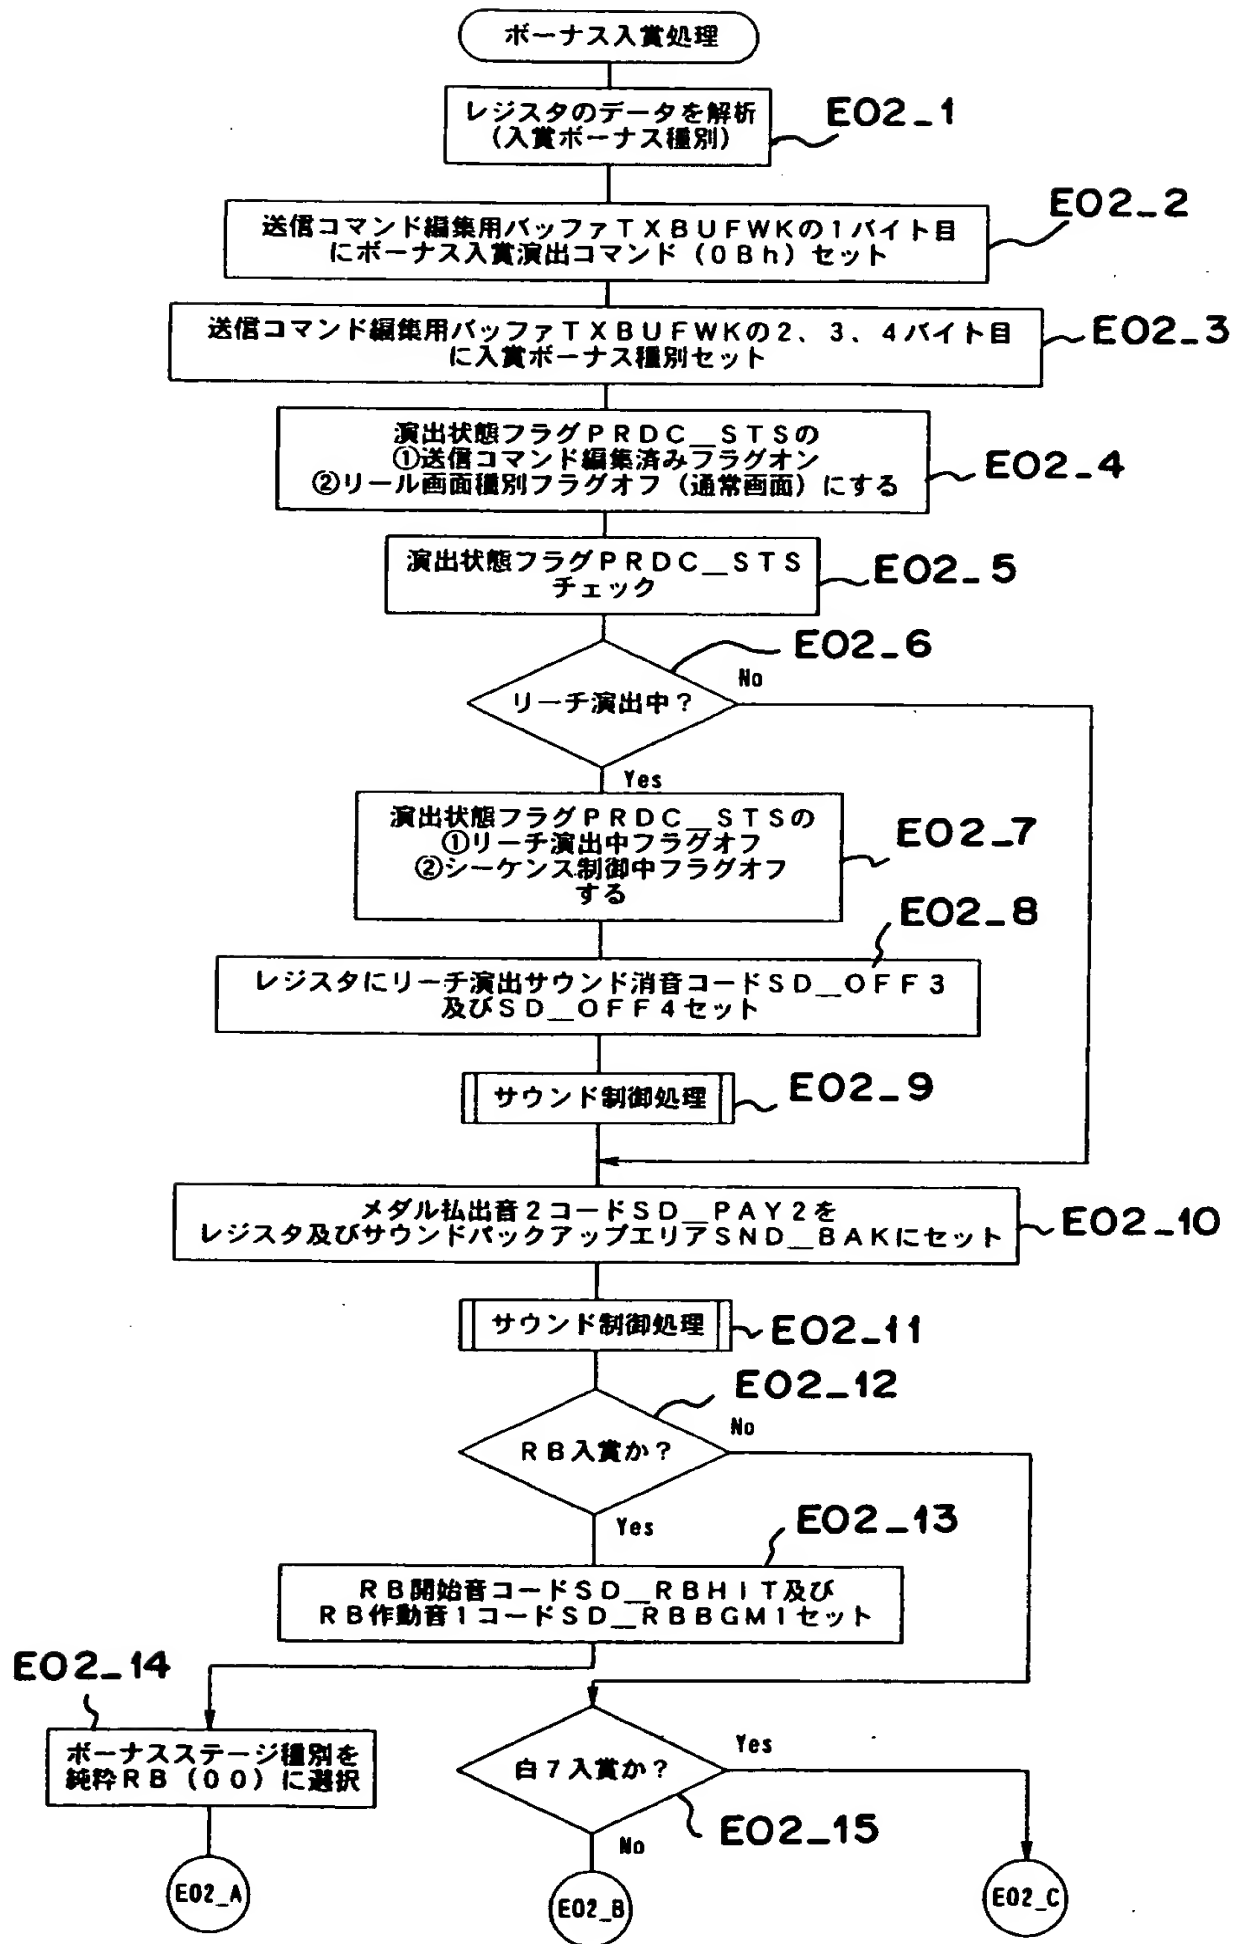 ボーナス入賞処理
レジスタのデータを解析
(入賞ボーナス種別)
E02_1
E02_2
送信コマンド編集用バッファTXBUFWKの1バイト目
にボーナス入賞演出コマンド(0Bh)セット
送信コマンド編集用バッファTXBUFWKの2、3、4バイト目
に入賞ボーナス種別セット
E02_3
演出状態フラグPRDC__STSの
①送信コマンド編集済みフラグオン
②リール画面種別フラグオフ(通常画面)にする
E02_4
演出状態フラグPRDC__STS
チェック
E02_5
E02_6
リーチ演出中?
No
Yes
演出状態フラグPRDC__STSの
①リーチ演出中フラグオフ
②シーケンス制御中フラグオフ
する
E02_7
E02_8
レジスタにリーチ演出サウンド消音コードSD__OFF3
及びSD__OFF4セット
サウンド制御処理
E02_9
メダル払出音2コードSD__PAY2を
レジスタ及びサウンドバックアップエリアSND__BAKにセット
E02_10
サウンド制御処理
E02_11
E02_12
RB入賞か?
No
Yes
E02_13
RB開始音コードSD__RBHIT及び
RB作動音1コードSD__RBBGM1セット
E02_14
ボーナスステージ種別を
純粋RB(00)に選択
白7入賞か?
Yes
E02_15
No
E02_A
E02_B
E02_C